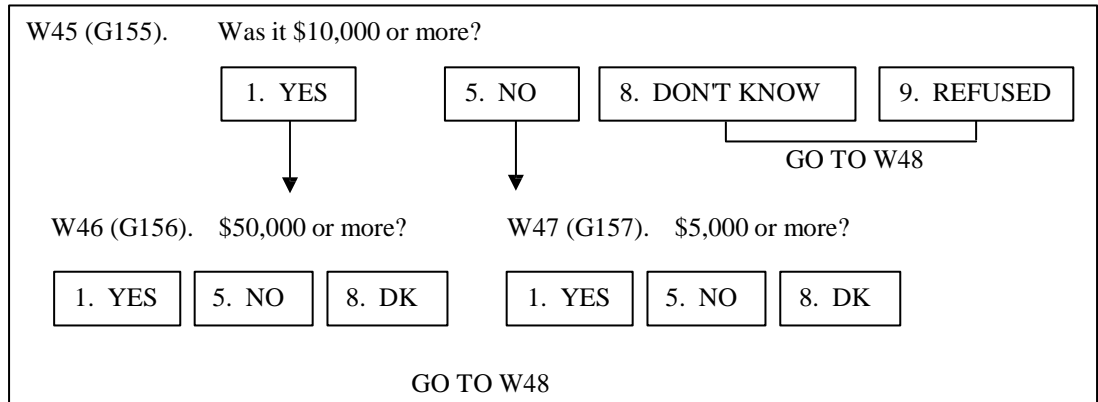 W45 (G155). Was it $10,000 or more?
1. YES 5. NO 8. DON'T KNOW 9. REFUSED
GO TO W48
W46 (G156). $50,000 or more? W47 (G157). $5,000 or more?
1. YES 5. NO 8. DK 1. YES 5. NO 8. DK
GO TO W48